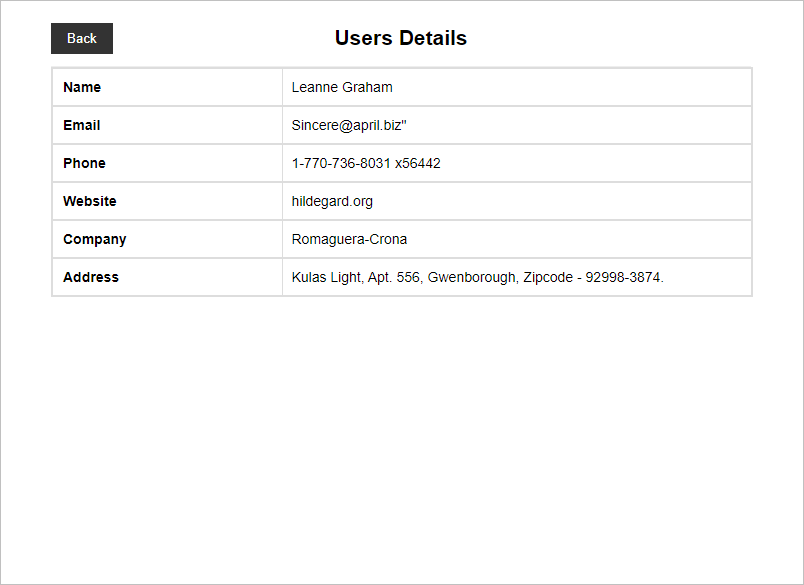 Back
Users Details
Name Leanne Graham
Email Sincere@april.biz"
Phone 1-770-736-8031 x56442
Website hildegard.org
Company Romaguera-Crona
Address Kulas Light, Apt. 556, Gwenborough, Zipcode - 92998-3874.